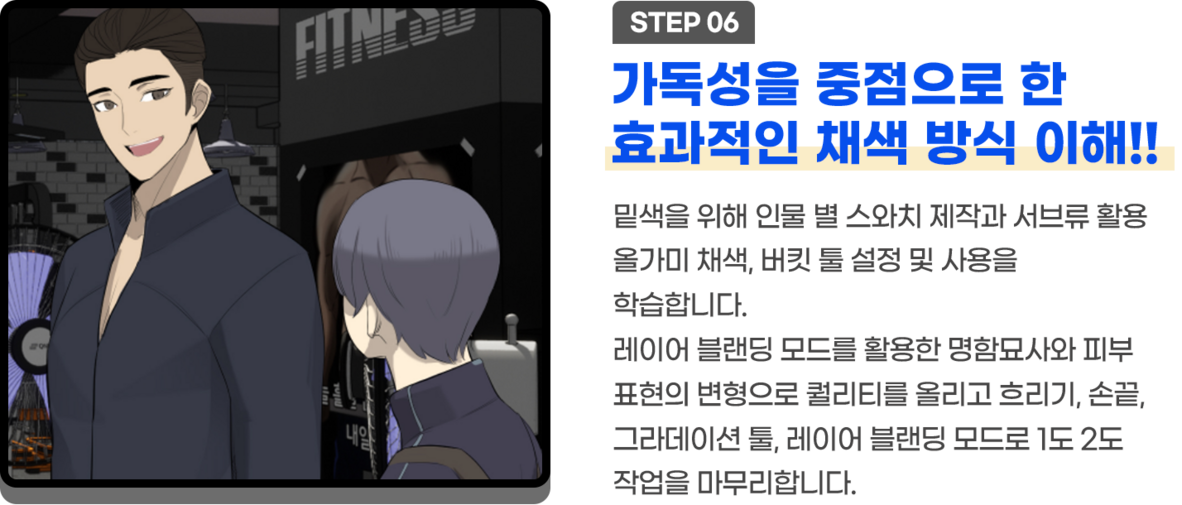 FITNESS
내일
STEP 06
가독성을 중점으로 한
효과적인 채색 방식 이해!!
밑색을 위해 인물 별 스와치 제작과 서브류 활용
올가미 채색, 버킷 툴 설정 및 사용을
학습합니다.
레이어 블랜딩 모드를 활용한 명함묘사와 피부
표현의 변형으로 퀄리티를 올리고 흐리기, 손끝,
그라데이션 툴, 레이어 블랜딩 모드로 1도 2도
작업을 마무리합니다.